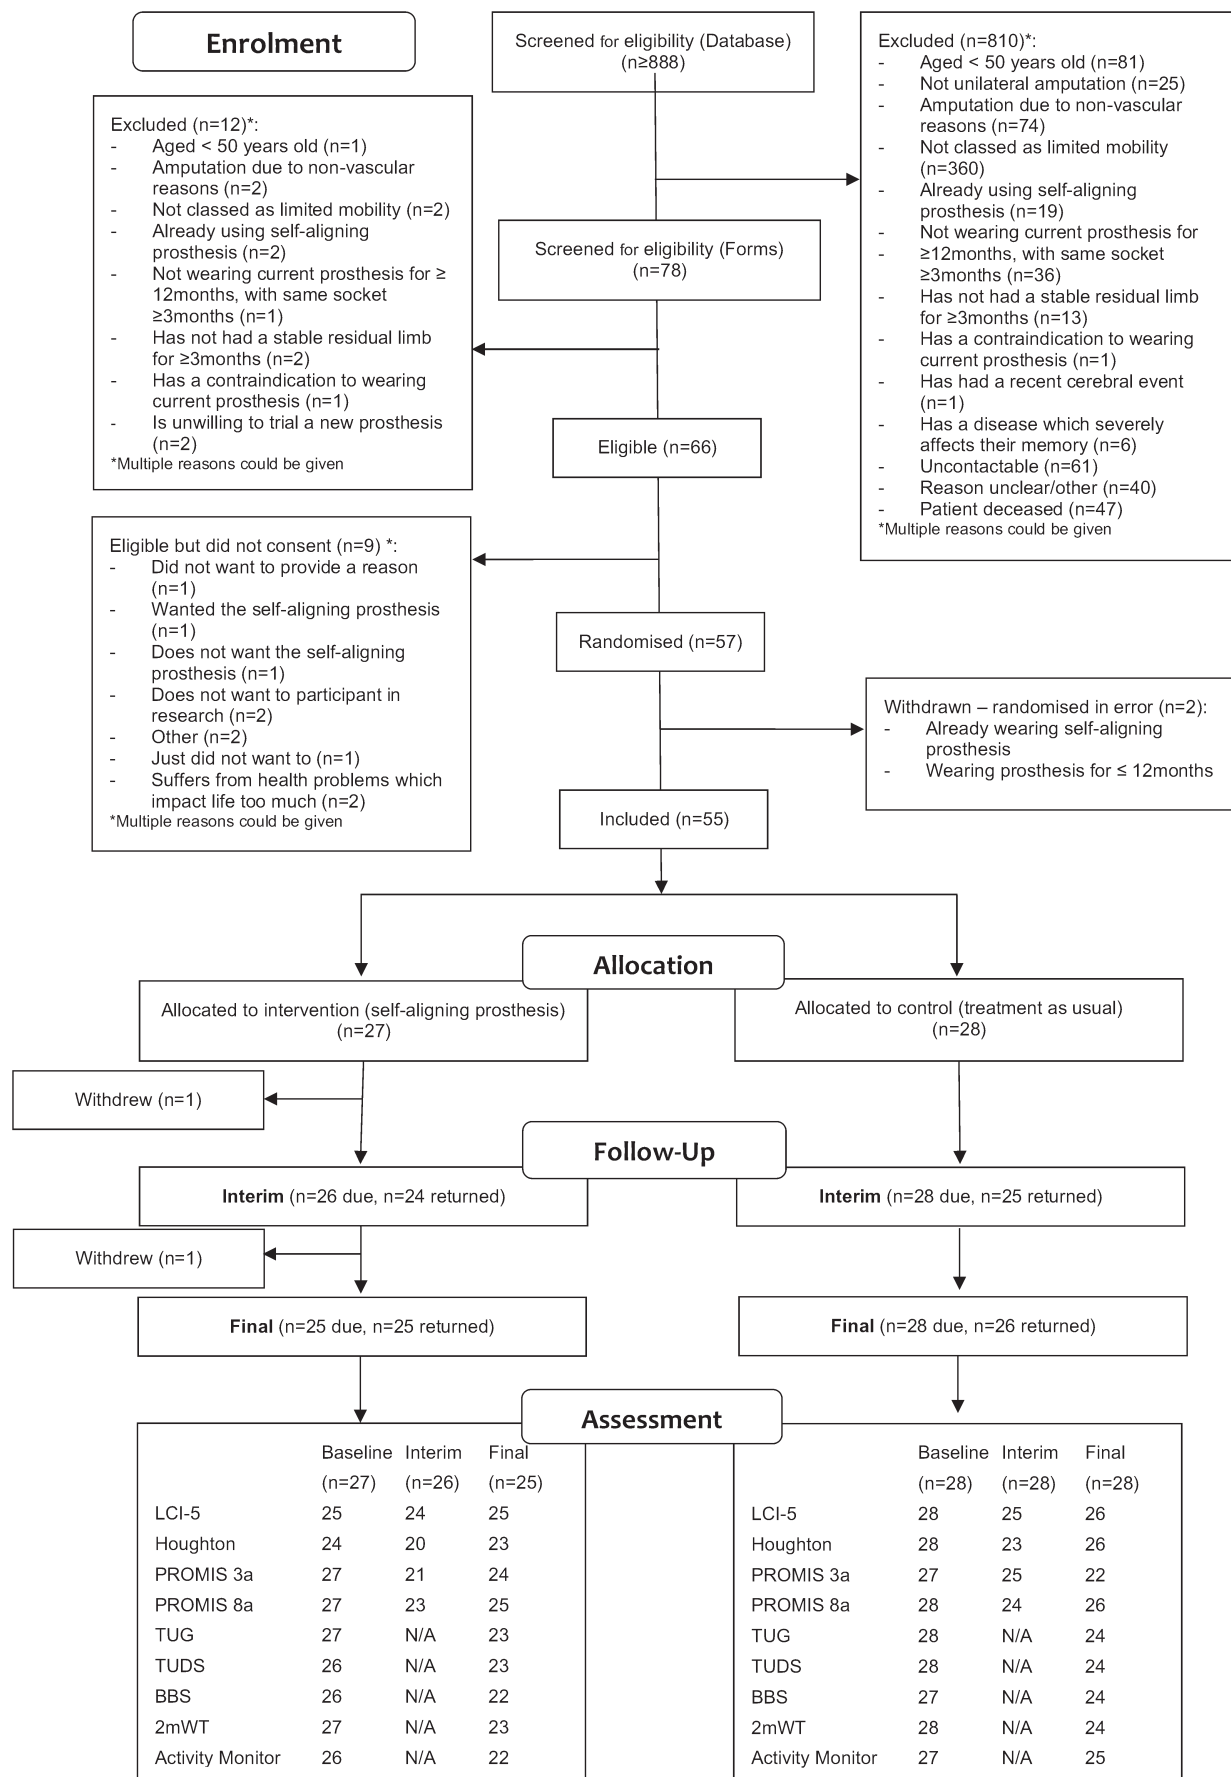 Enrolment
Screened for eligibility (Database)
(n≥888)
Excluded (n=810)*:
- Aged < 50 years old (n=81)
- Not unilateral amputation (n=25)
- Amputation due to non-vascular
reasons (n=74)
- Not classed as limited mobility
(n=360)
- Already using self-aligning
prosthesis (n=19)
- Not wearing current prosthesis for
- ≥12months, with same socket
≥3months (n=36)
- Has not had a stable residual limb
for ≥3months (n=13)
- Has a contraindication to wearing
current prosthesis (n=1)
- Has had a recent cerebral event
(n=1)
- Has a disease which severely
affects their memory (n=6)
- Uncontactable (n=61)
- Reason unclear/other (n=40)
- Patient deceased (n=47)
*Multiple reasons could be given
Excluded (n=12)*:
- Aged < 50 years old (n=1)
- Amputation due to non-vascular
reasons (n=2)
- Not classed as limited mobility (n=2)
- Already using self-aligning
prosthesis (n=2)
- Not wearing current prosthesis for ≥
12months, with same socket
≥3months (n=1)
- Has not had a stable residual limb
for ≥3months (n=2)
- Has a contraindication to wearing
current prosthesis (n=1)
- Is unwilling to trial a new prosthesis
(n=2)
*Multiple reasons could be given
Screened for eligibility (Forms)
(n=78)
Eligible (n=66)
Eligible but did not consent (n=9) *:
- Did not want to provide a reason
(n=1)
- Wanted the self-aligning prosthesis
(n=1)
- Does not want the self-aligning
prosthesis (n=1)
- Does not want to participant in
research (n=2)
- Other (n=2)
- Just did not want to (n=1)
- Suffers from health problems which
impact life too much (n=2)
*Multiple reasons could be given
Randomised (n=57)
Withdrawn – randomised in error (n=2):
- Already wearing self-aligning
prosthesis
- Wearing prosthesis for ≤ 12months
Included (n=55)
Allocation
Allocated to intervention (self-aligning prosthesis)
(n=27)
Allocated to control (treatment as usual)
(n=28)
Withdrew (n=1)
Follow-Up
Interim (n=26 due, n=24 returned)
Interim (n=28 due, n=25 returned)
Withdrew (n=1)
Final (n=25 due, n=25 returned)
Final (n=28 due, n=26 returned)
Assessment
Baseline Interim Final
(n=27) (n=26) (n=25)
LCI-5 25 24 25
Houghton 24 20 23
PROMIS 3a 27 21 24
PROMIS 8a 27 23 25
TUG 27 N/A 23
TUDS 26 N/A 23
BBS 26 N/A 22
2mWT 27 N/A 23
Activity Monitor 26 N/A 22
Baseline Interim Final
(n=28) (n=28) (n=28)
LCI-5 28 25 26
Houghton 28 23 26
PROMIS 3a 27 25 22
PROMIS 8a 28 24 26
TUG 28 N/A 24
TUDS 28 N/A 24
BBS 27 N/A 24
2mWT 28 N/A 24
Activity Monitor 27 N/A 25